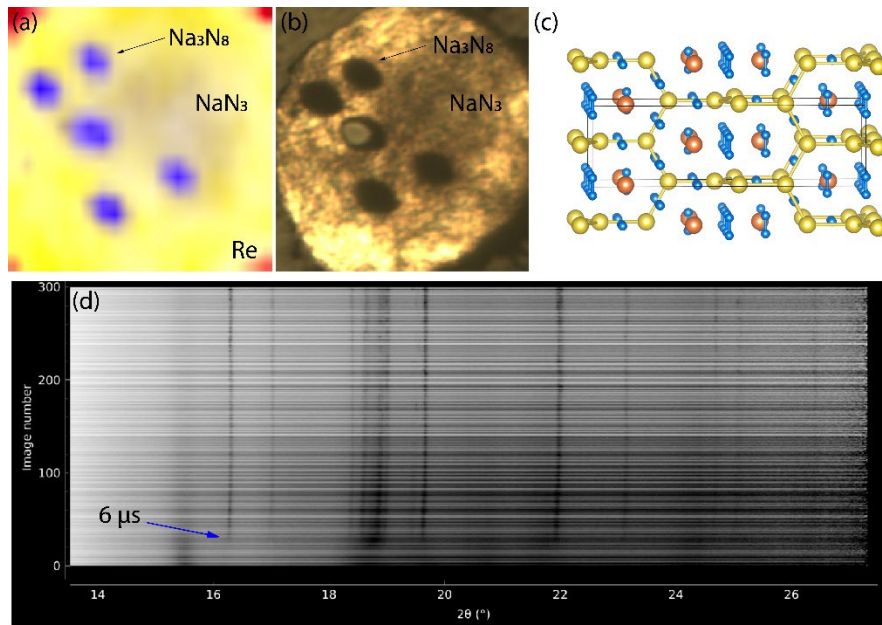 (a)
Na₃N₈
NaN₃
Re
(b)
Na₃N₈
NaN₃
(c)
(d)
300
200
100
0
Image number
6 µs
14
16
18
20
22
24
26
2θ (°)